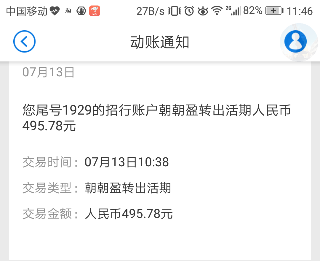 中国移动 27B/s 82% 11:46
动账通知
07月13日
您尾号1929的招行账户朝朝盈转出活期人民币
495.78元
交易时间：07月13日10:38
交易类型：朝朝盈转出活期
交易金额：人民币495.78元